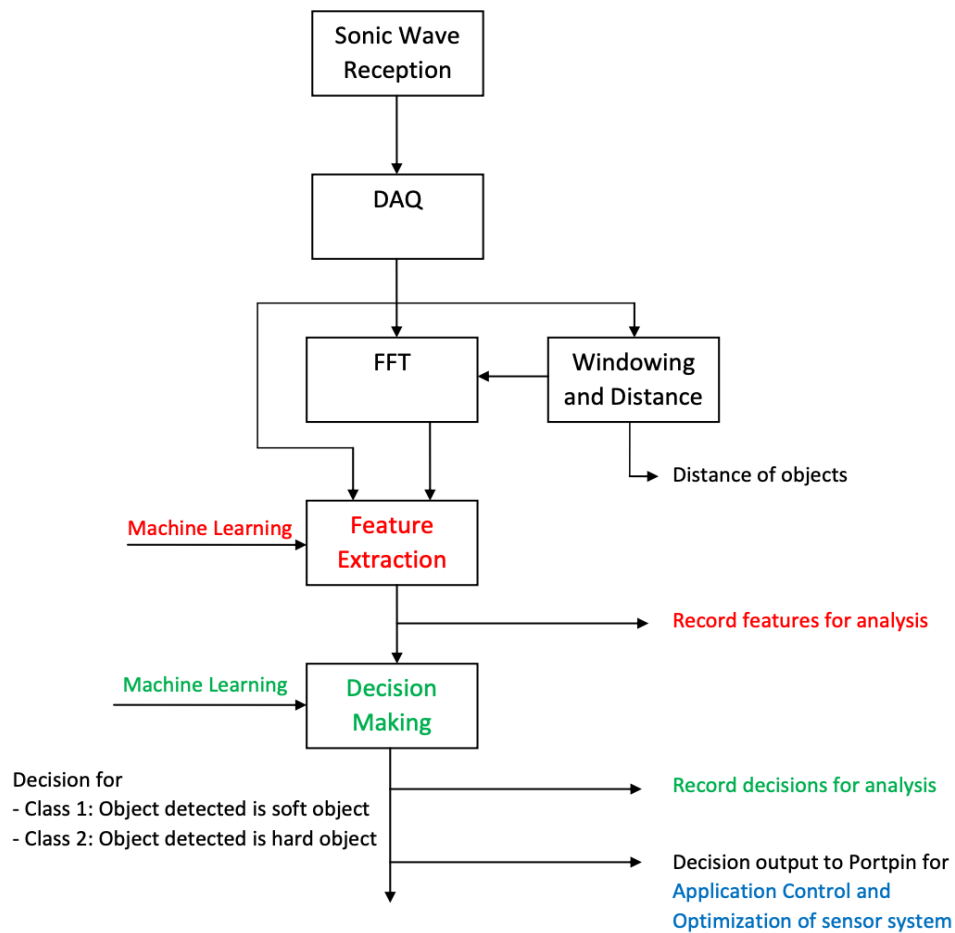 Sonic Wave
Reception
DAQ
FFT
Windowing
and Distance
Distance of objects
Machine Learning
Feature
Extraction
Record features for analysis
Machine Learning
Decision
Making
Decision for
- Class 1: Object detected is soft object
- Class 2: Object detected is hard object
Record decisions for analysis
Decision output to Portpin for
Application Control and
Optimization of sensor system